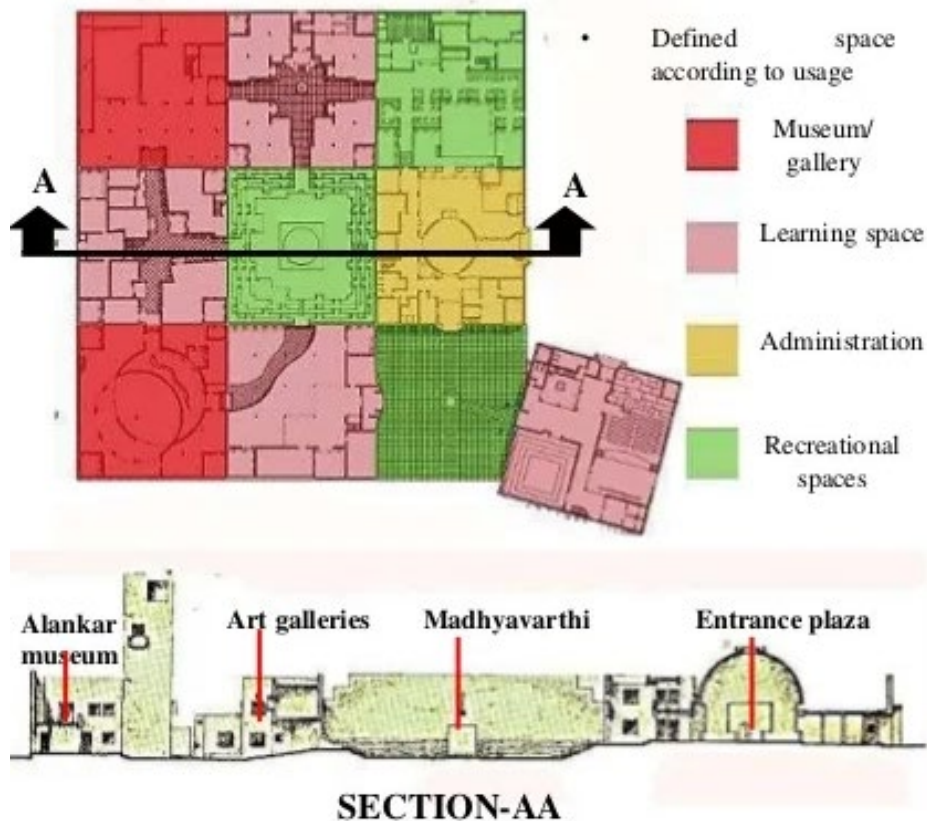 • Defined space
according to usage
Museum/
gallery
A
A
Learning space
Administration
Recreational
spaces
Alankar
museum
Art galleries
Madhyavarthi
Entrance plaza
SECTION-AA